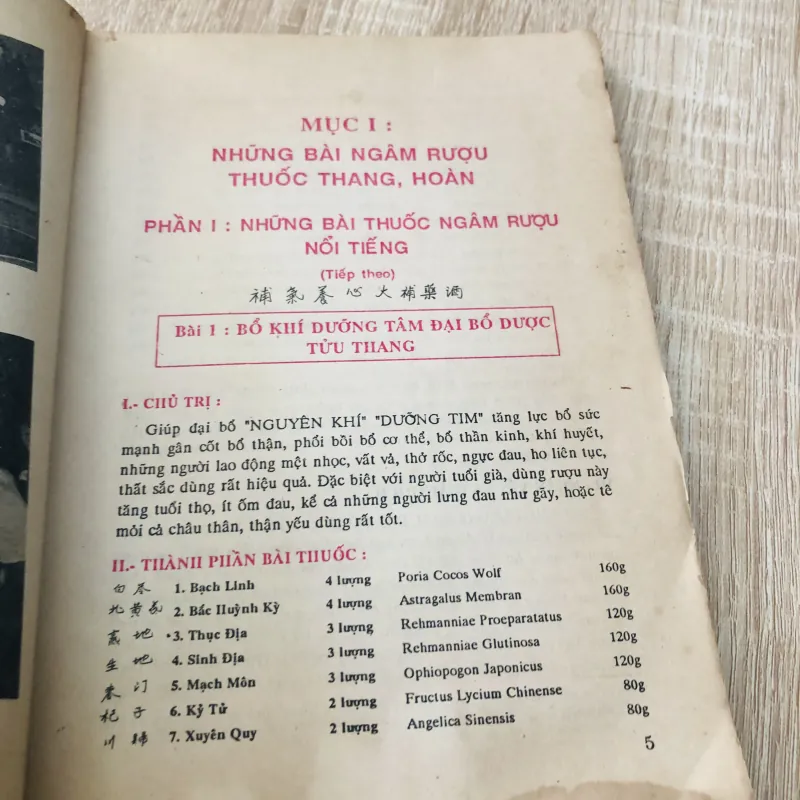 MỤC I :
NHỮNG BÀI NGÂM RƯỢU
THUỐC THANG, HOÀN
PHẦN I : NHỮNG BÀI THUỐC NGÂM RƯỢU
NỔI TIẾNG
(Tiếp theo)
補氣養心大補藥酒
Bài 1 : BỔ KHÍ DƯỠNG TÂM ĐẠI BỔ DƯỢC
TỬU THANG
I.- CHỦ TRỊ :
Giúp đại bổ "NGUYÊN KHÍ" "DƯỠNG TIM" tăng lực bổ sức
mạnh gân cốt bổ thận, phổi bồi bổ cơ thể, bổ thần kinh, khí huyết,
những người lao động mệt nhọc, vất vả, thở rốc, ngực đau, ho liên tục,
thất sắc dùng rất hiệu quả. Đặc biệt với người tuổi già, dùng rượu này
tăng tuổi thọ, ít ốm đau, kể cả những người lưng đau như gãy, hoặc tê
mỏi cả châu thân, thận yếu dùng rất tốt.
II.- THÀNH PHẦN BÀI THUỐC :
1. Bạch Linh 4 lượng Poria Cocos Wolf 160g
2. Bắc Huỳnh Kỳ 4 lượng Astragalus Membran 160g
地 3. Thục Địa 3 lượng Rehmanniae Proeparatatus 120g
生地 4. Sinh Địa 3 lượng Rehmanniae Glutinosa 120g
5. Mạch Môn 3 lượng Ophiopogon Japonicus 120g
杞子 6. Kỷ Tử 2 lượng Fructus Lycium Chinense 80g
川歸 7. Xuyên Quy 2 lượng Angelica Sinensis 80g
5